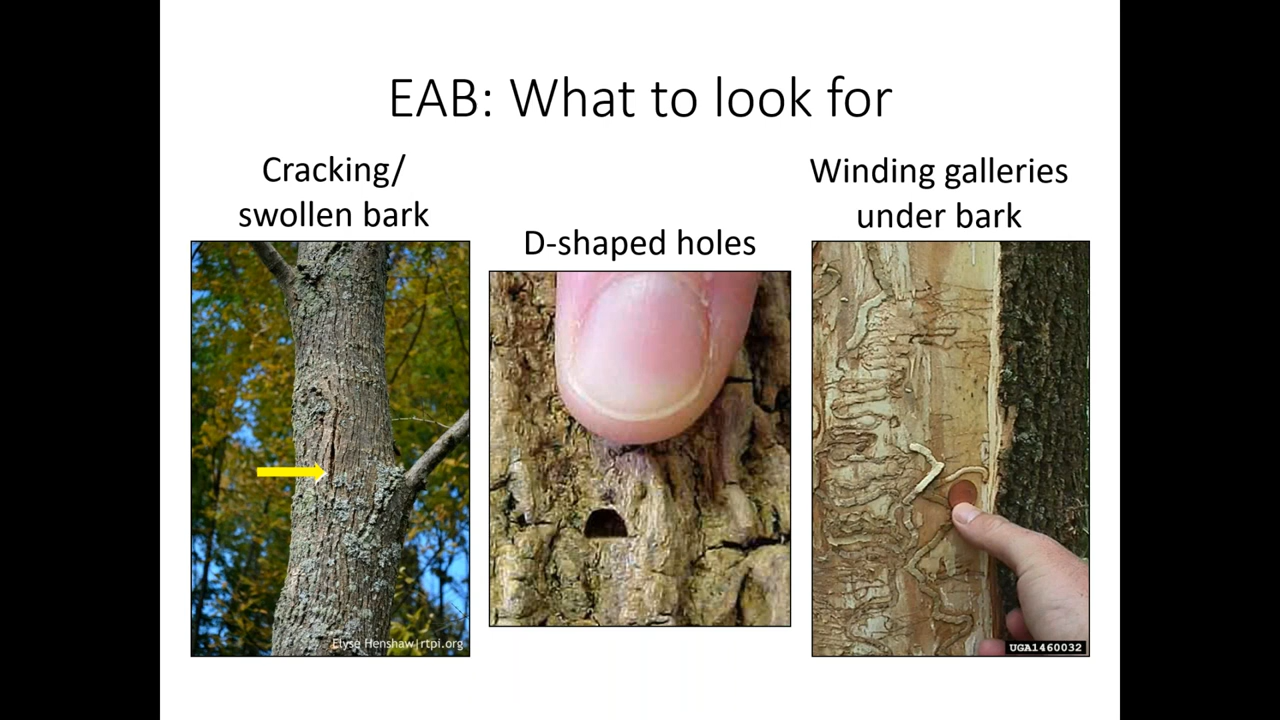 EAB: What to look for
Cracking/
swollen bark
D-shaped holes
Winding galleries
under bark
Elyse Henshaw|rtpi.org
UGA1460032